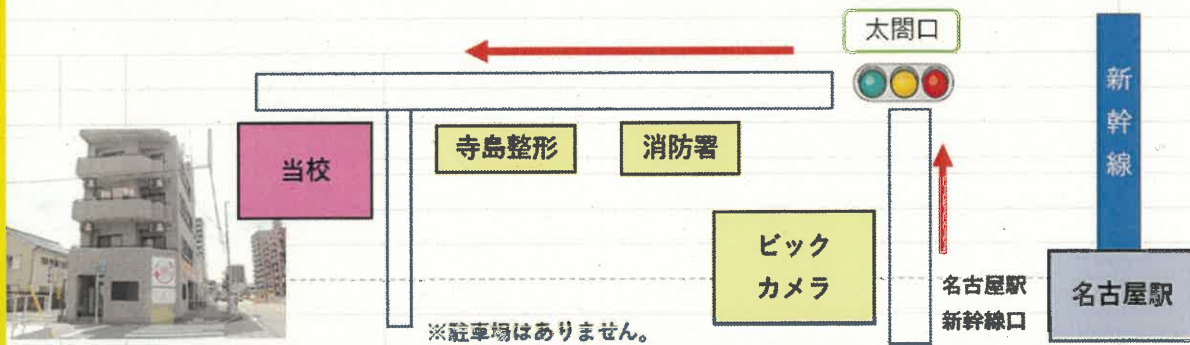 太閤口
新幹線
当校
寺島整形
消防署
ビック
カメラ
名古屋駅
新幹線口
名古屋駅
※駐車場はありません。